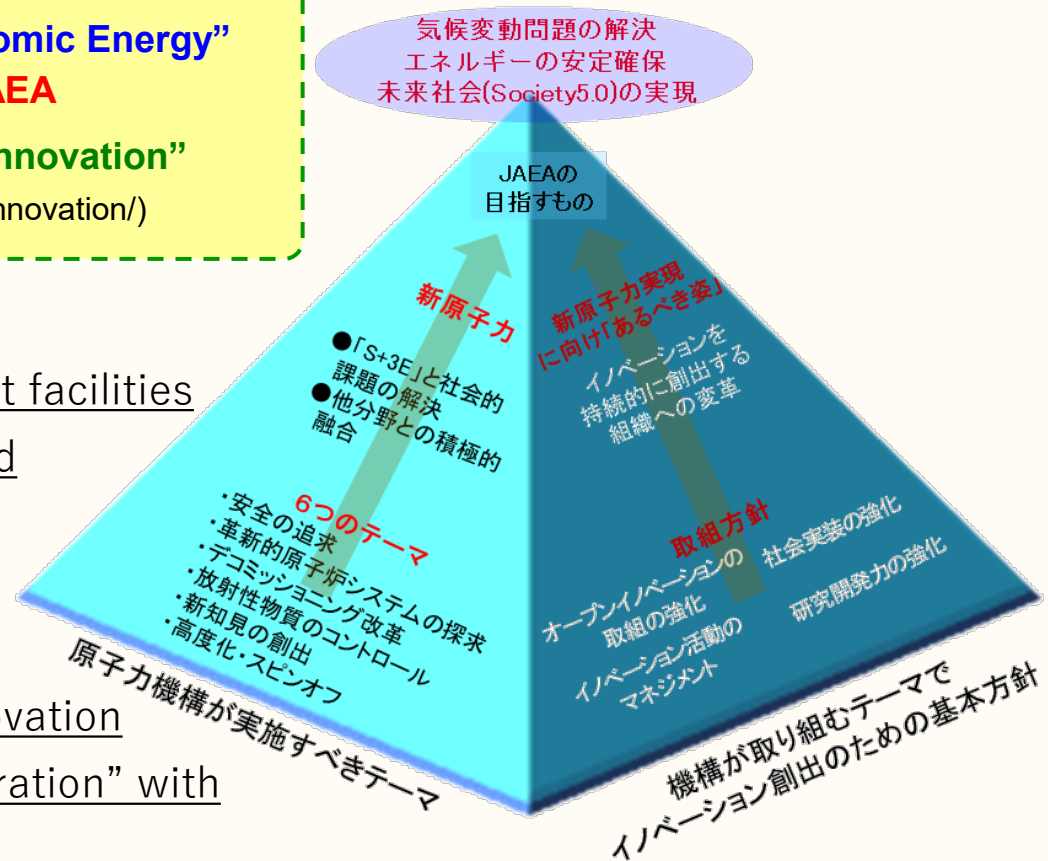 omic Energy”
AEA
nnovation”
nnovation/)
t facilities
d
ovation
ration” with
気候変動問題の解決
エネルギーの安定確保
未来社会(Society5.0)の実現
JAEAの
目指すもの
新原子力
●「S+3E」と社会的
課題の解決
●他分野との積極的
融合
6つのテーマ
・安全の追求
・革新的原子炉システムの探求
・デコミッショニング改革
・放射性物質のコントロール
・新知見の創出
・高度化・スピンオフ
原子力機構が実施すべきテーマ
新原子力実現
に向け「あるべき姿」
イノベーションを
持続的に創出する
組織への変革
取組方針
オープンイノベーションの
取組の強化
社会実装の強化
イノベーション活動の
マネジメント
研究開発力の強化
機構が取り組むテーマで
イノベーション創出のための基本方針